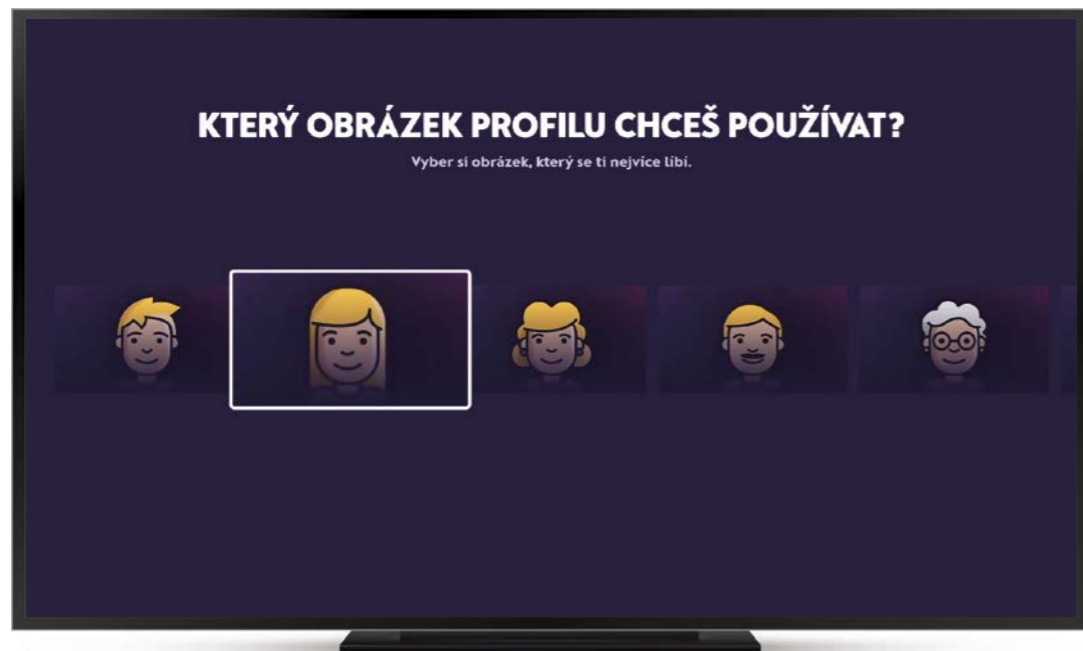 KTERÝ OBRÁZEK PROFILU CHCEŠ POUŽÍVAT?
Vyber si obrázek, který se ti nejvíce líbí.